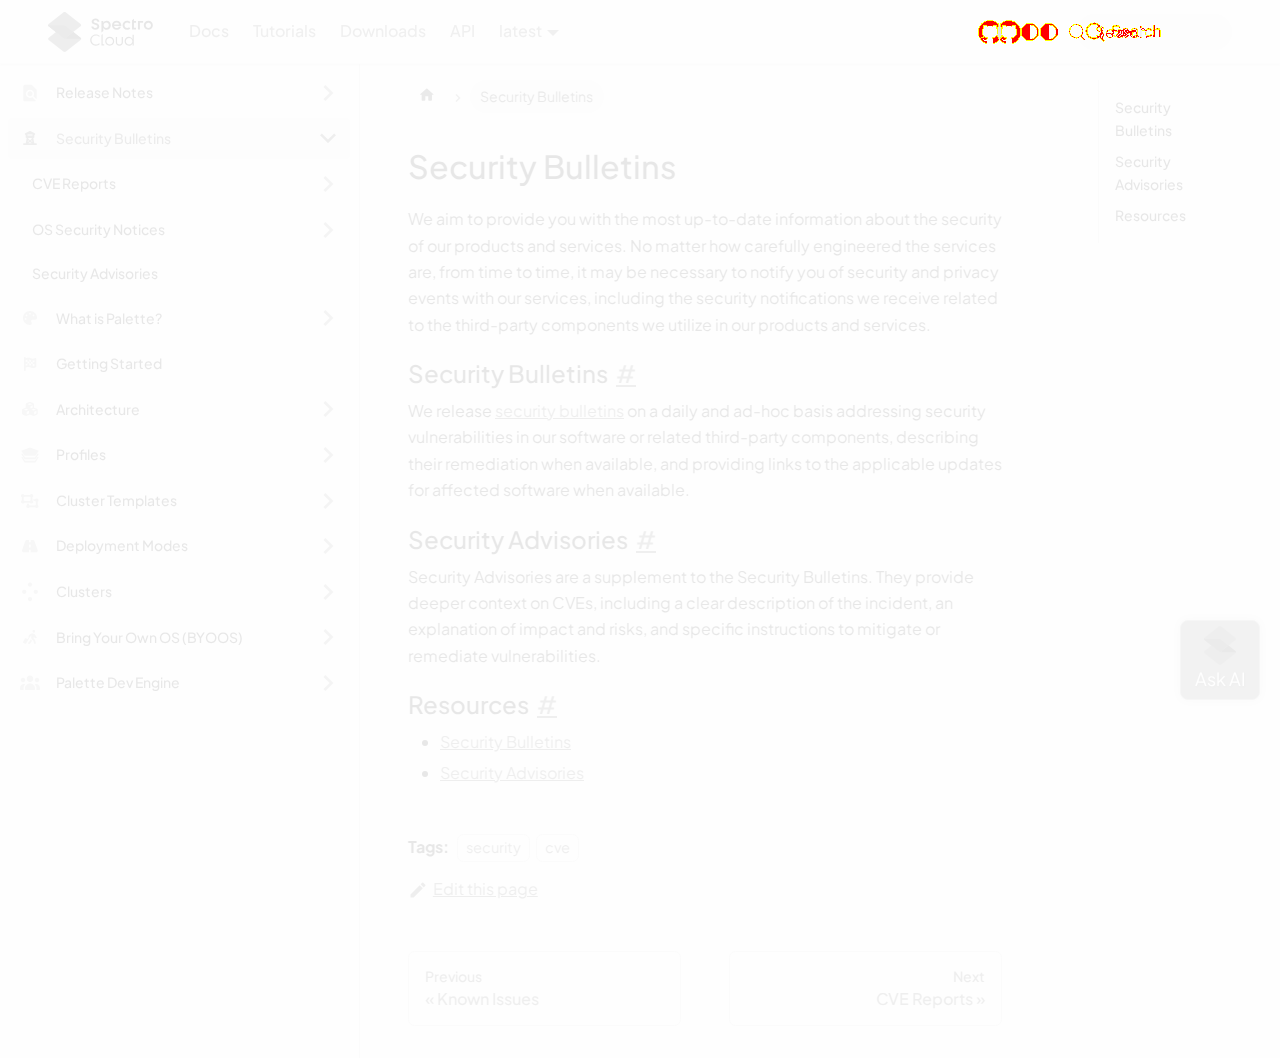 Spectro
Cloud
Docs
Tutorials
Downloads
API
latest
Release Notes
Security Bulletins
CVE Reports
OS Security Notices
Security Advisories
What is Palette?
Getting Started
Architecture
Profiles
Cluster Templates
Deployment Modes
Clusters
Bring Your Own OS (BYOOS)
Palette Dev Engine
Security Bulletins
Security Bulletins
We aim to provide you with the most up-to-date information about the security
of our products and services. No matter how carefully engineered the services
are, from time to time, it may be necessary to notify you of security and privacy
events with our services, including the security notifications we receive related
to the third-party components we utilize in our products and services.
Security Bulletins #
We release security bulletins on a daily and ad-hoc basis addressing security
vulnerabilities in our software or related third-party components, describing
their remediation when available, and providing links to the applicable updates
for affected software when available.
Security Advisories #
Security Advisories are a supplement to the Security Bulletins. They provide
deeper context on CVEs, including a clear description of the incident, an
explanation of impact and risks, and specific instructions to mitigate or
remediate vulnerabilities.
Resources #
Security Bulletins
Security Advisories
Tags: security cve
Edit this page
Previous
« Known Issues
Next
CVE Reports »
Security
Bulletins
Security
Advisories
Resources
Ask AI